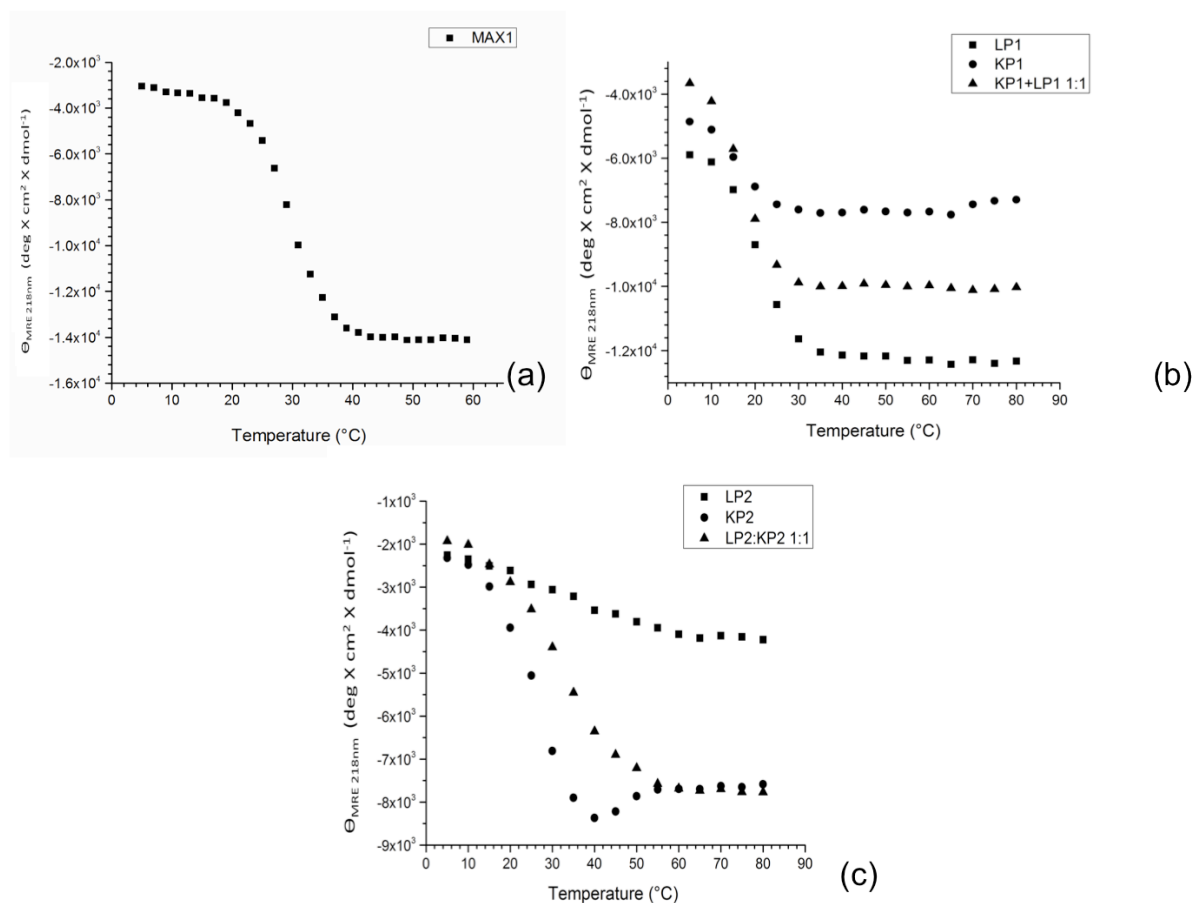 MAX1
-2.0x10³
-4.0x10³
-6.0x10³
-8.0x10³
-1.0x10⁴
-1.2x10⁴
-1.4x10⁴
-1.6x10⁴
ϴMRE 218nm (deg X cm² X dmol⁻¹)
0 10 20 30 40 50 60
Temperature (°C)
(a)
LP1
KP1
KP1+LP1 1:1
-4.0x10³
-6.0x10³
-8.0x10³
-1.0x10⁴
-1.2x10⁴
ϴMRE 218nm (deg X cm² X dmol⁻¹)
0 10 20 30 40 50 60 70 80 90
Temperature (°C)
(b)
LP2
KP2
LP2:KP2 1:1
-1x10³
-2x10³
-3x10³
-4x10³
-5x10³
-6x10³
-7x10³
-8x10³
-9x10³
ϴMRE 218nm (deg X cm² X dmol⁻¹)
0 10 20 30 40 50 60 70 80 90
Temperature (°C)
(c)